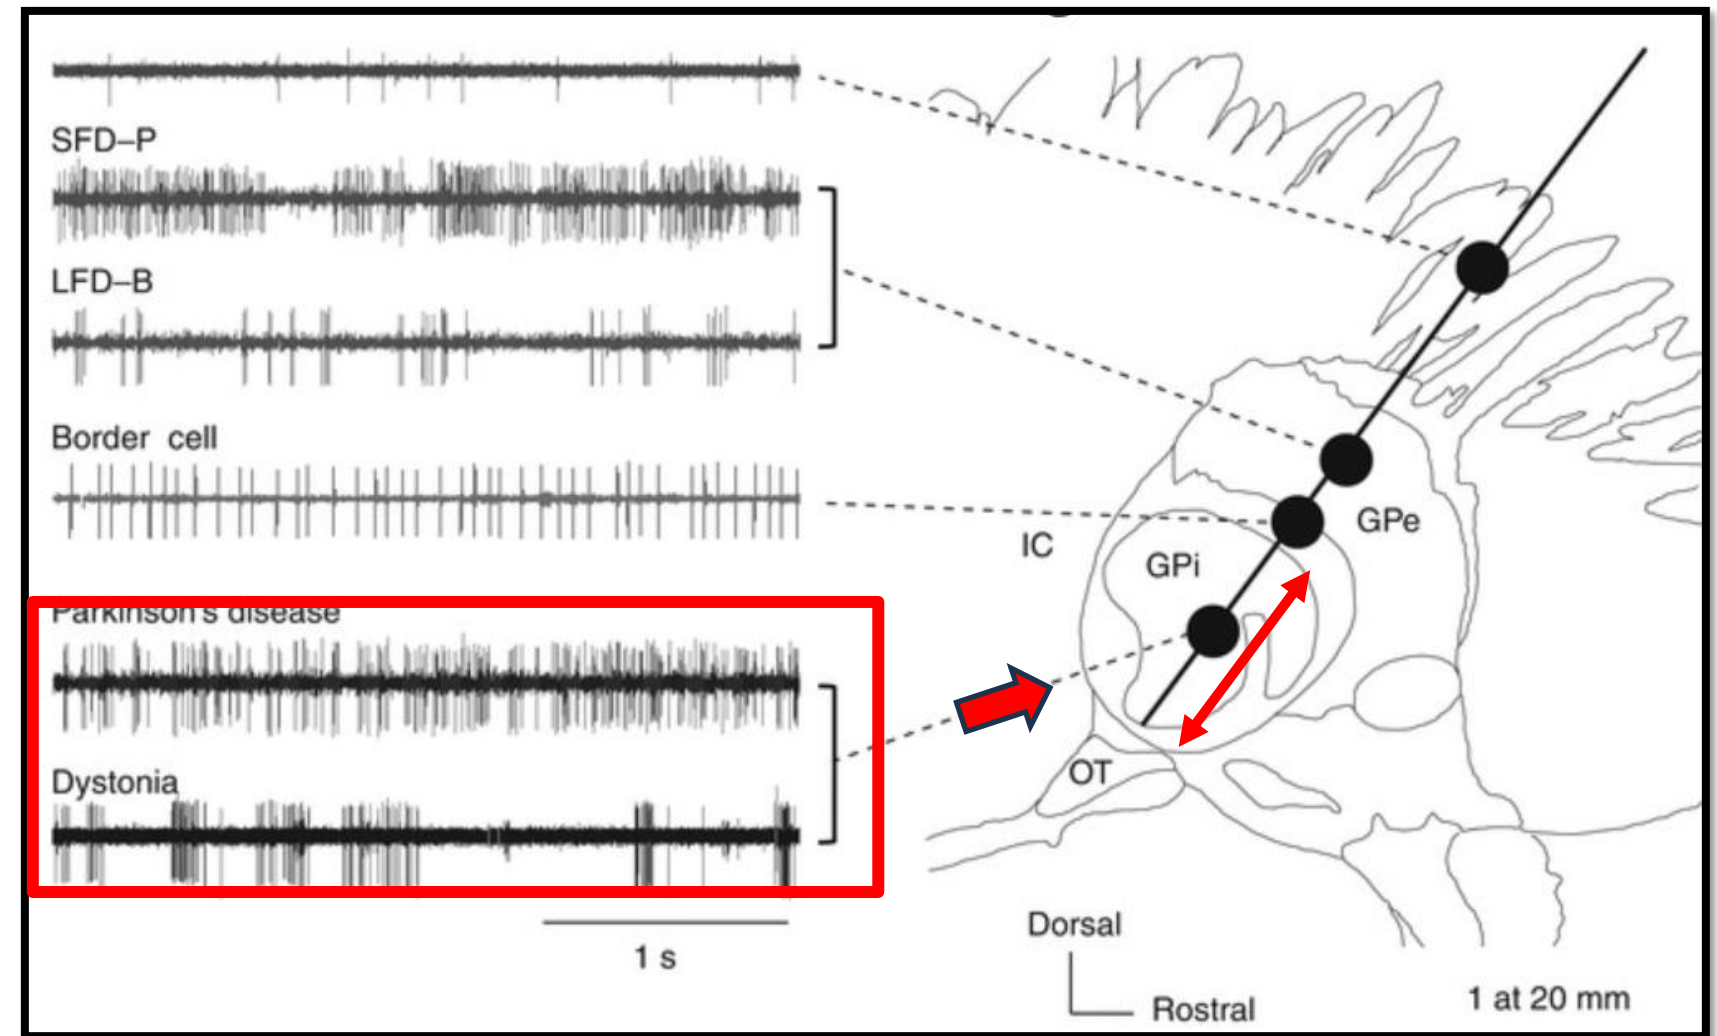 SFD–P
LFD–B
Border cell
Parkinson's disease
Dystonia
1 s
IC
GPi
GPe
OT
Dorsal
Rostral
1 at 20 mm